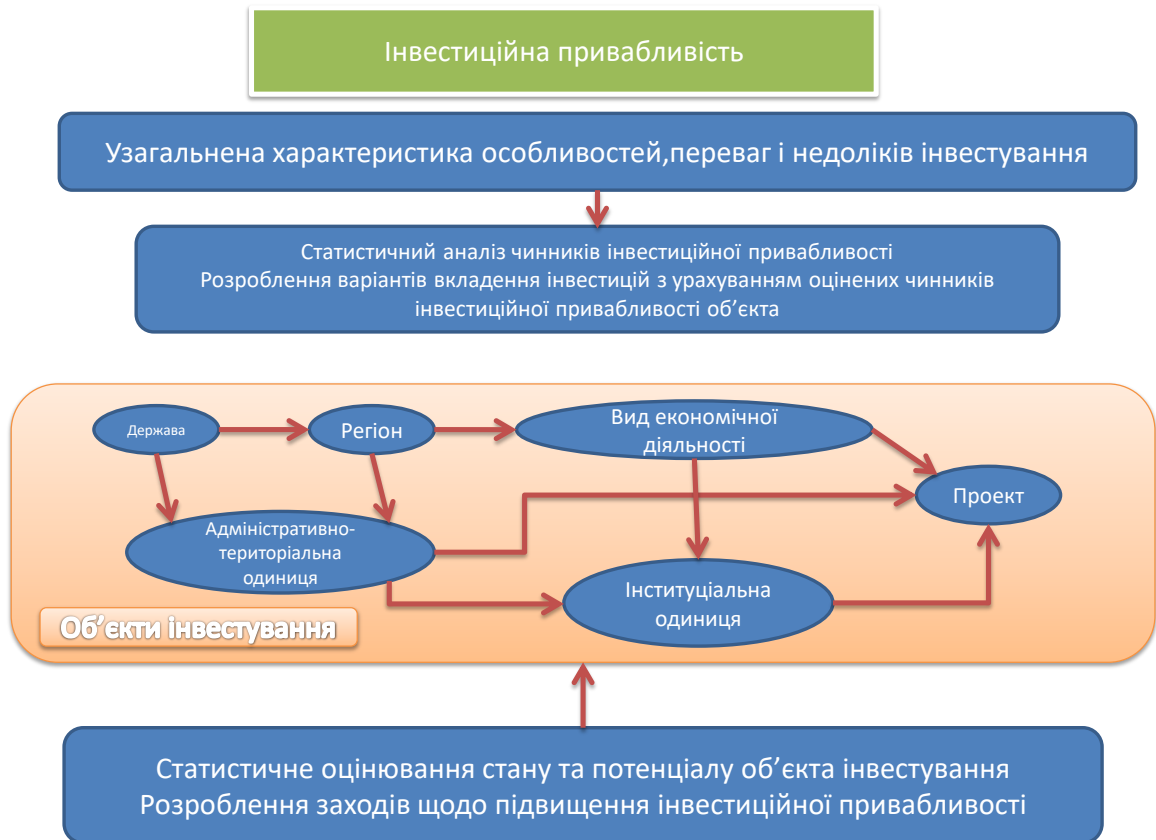 Інвестиційна привабливість
Узагальнена характеристика особливостей,переваг і недоліків інвестування
Статистичний аналіз чинників інвестиційної привабливості
Розроблення варіантів вкладення інвестицій з урахуванням оцінених чинників
інвестиційної привабливості об’єкта
Держава
Регіон
Вид економічної
діяльності
Проект
Адміністративно-
територіальна
одиниця
Інституціальна
одиниця
Об’єкти інвестування
Статистичне оцінювання стану та потенціалу об’єкта інвестування
Розроблення заходів щодо підвищення інвестиційної привабливості